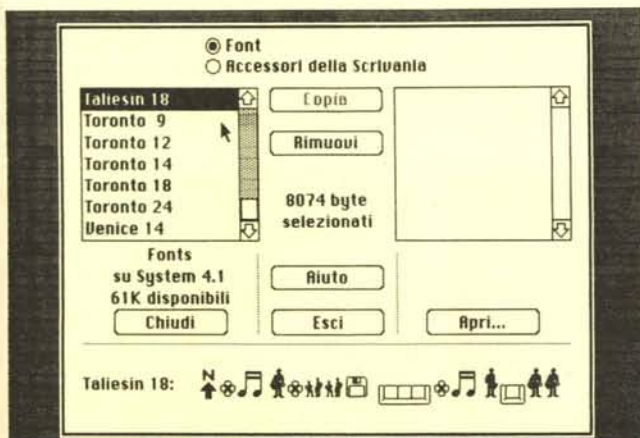 Font
Accessori della Scrivania
Taliesin 18
Toronto 9
Toronto 12
Toronto 14
Toronto 18
Toronto 24
Venice 14
Copia
Rimuovi
8074 byte
selezionati
Fonts
su System 4.1
61K disponibili
Chiudi
Aiuto
Esci
Apri...
Taliesin 18:
N